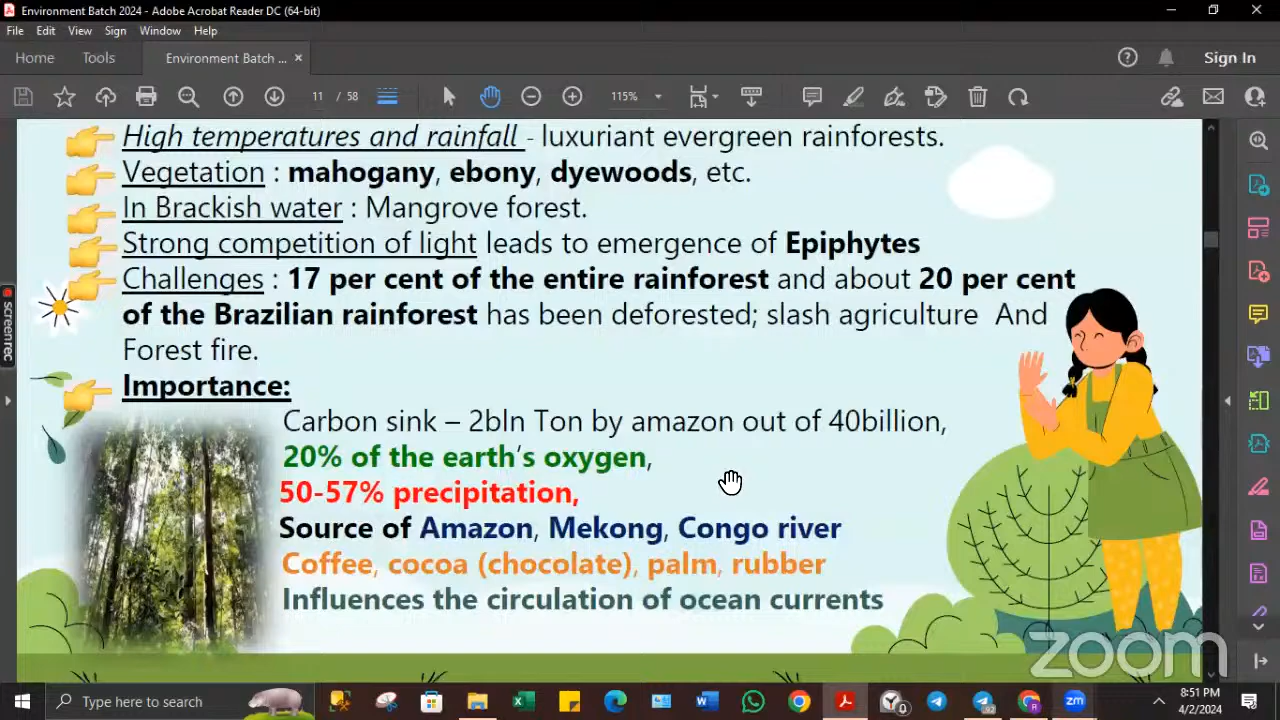 Environment Batch 2024 - Adobe Acrobat Reader DC (64-bit)
File Edit View Sign Window Help
Home Tools Environment Batch ... × Sign In
11 / 58 115%
High temperatures and rainfall - luxuriant evergreen rainforests.
Vegetation : mahogany, ebony, dyewoods, etc.
In Brackish water : Mangrove forest.
Strong competition of light leads to emergence of Epiphytes
Challenges : 17 per cent of the entire rainforest and about 20 per cent
of the Brazilian rainforest has been deforested; slash agriculture And
Forest fire.
Importance:
Carbon sink – 2bln Ton by amazon out of 40billion,
20% of the earth's oxygen,
50-57% precipitation,
Source of Amazon, Mekong, Congo river
Coffee, cocoa (chocolate), palm, rubber
Influences the circulation of ocean currents
screenrec
zoom
Type here to search
8:51 PM
4/2/2024